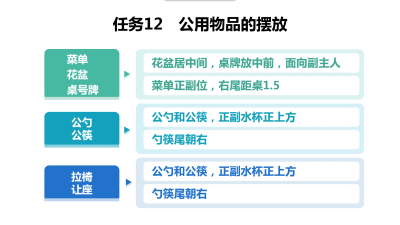 任务12 公用物品的摆放
菜单
花盆
桌号牌
花盆居中间，桌牌放中前，面向副主人
菜单正副位，右尾距桌1.5
公勺
公筷
公勺和公筷，正副水杯正上方
勺筷尾朝右
拉椅
让座
公勺和公筷，正副水杯正上方
勺筷尾朝右